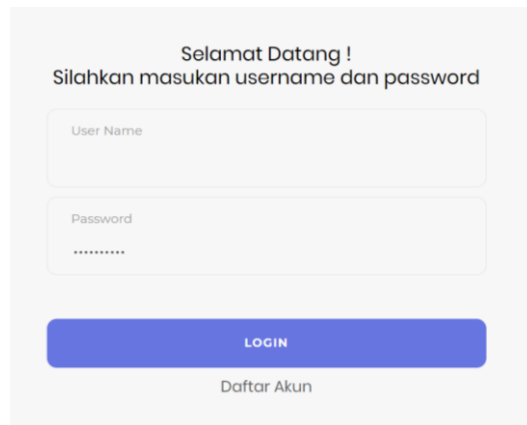 Selamat Datang !
Silahkan masukan username dan password
User Name
Password
..........
LOGIN
Daftar Akun